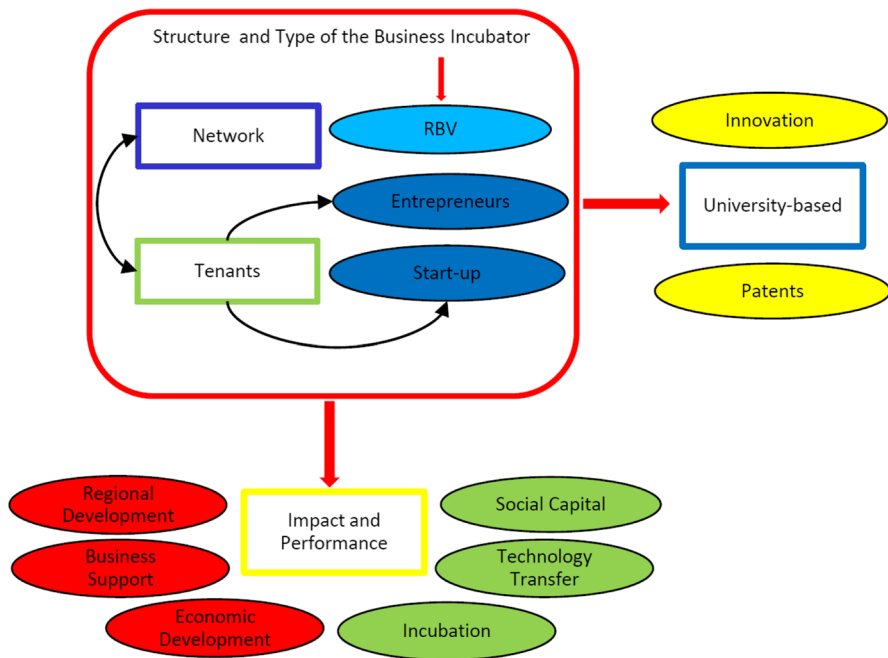 Structure and Type of the Business Incubator
Network
RBV
Innovation
Entrepreneurs
University-based
Tenants
Start-up
Patents
Regional
Development
Impact and
Performance
Social Capital
Business
Support
Technology
Transfer
Economic
Development
Incubation